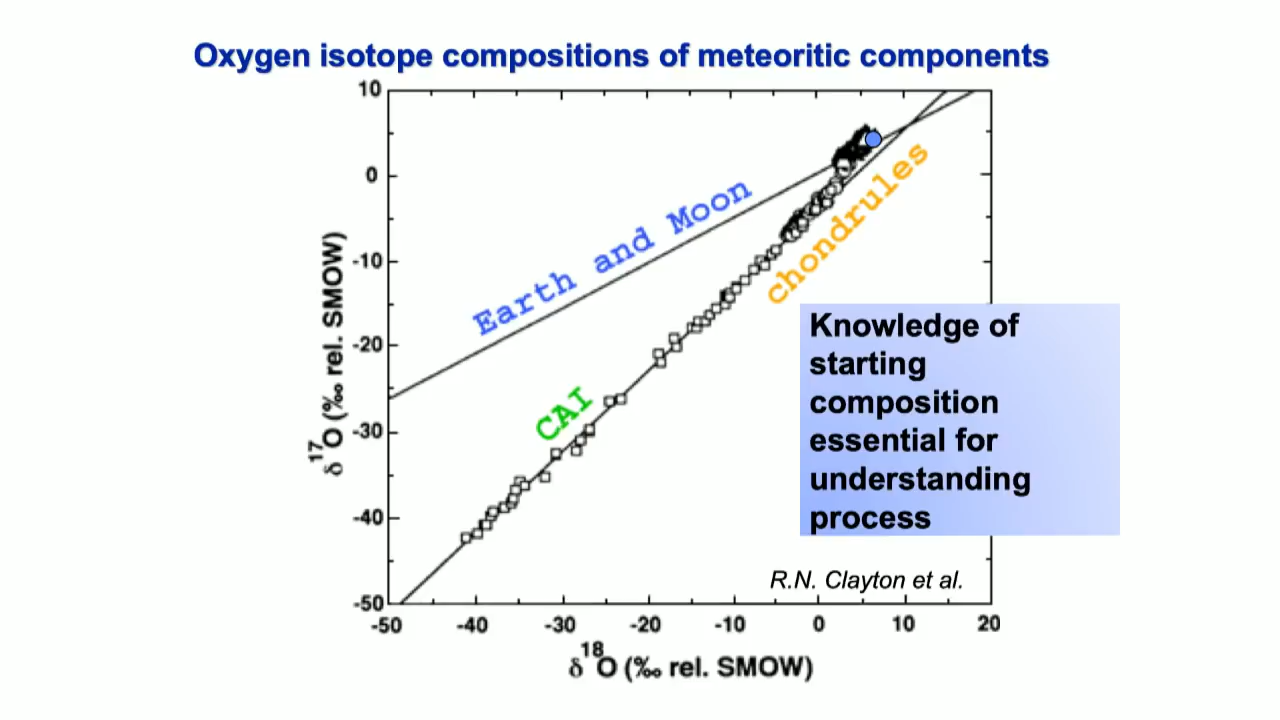 Oxygen isotope compositions of meteoritic components
10
0
-10
-20
-30
-40
-50
δ17O (‰ rel. SMOW)
Earth and Moon
chondrules
CAI
Knowledge of
starting
composition
essential for
understanding
process
R.N. Clayton et al.
-50 -40 -30 -20 -10 0 10 20
δ18O (‰ rel. SMOW)